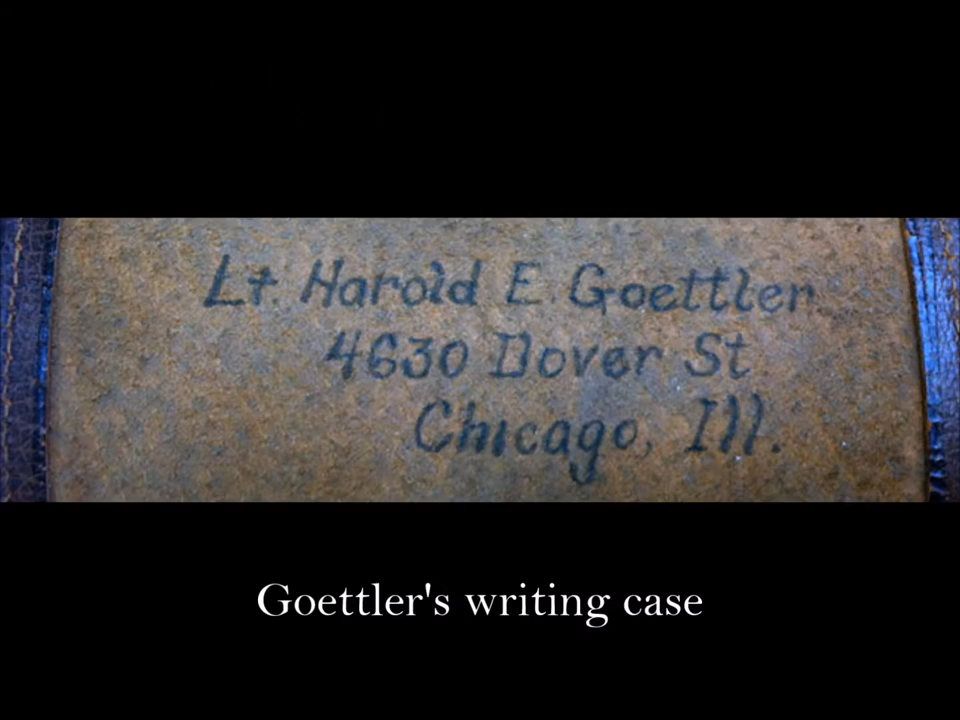 Lt. Harold E. Goettler
4630 Dover St
Chicago, Ill.
Goettler's writing case